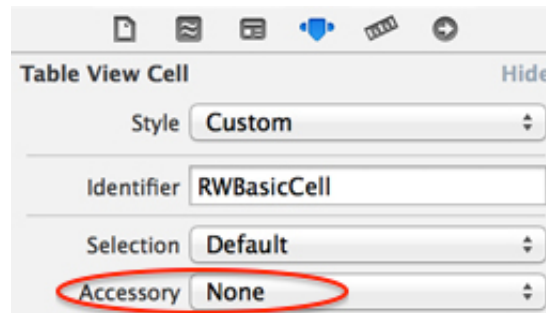 Table View Cell Hide
Style Custom
Identifier RWBasicCell
Selection Default
Accessory None